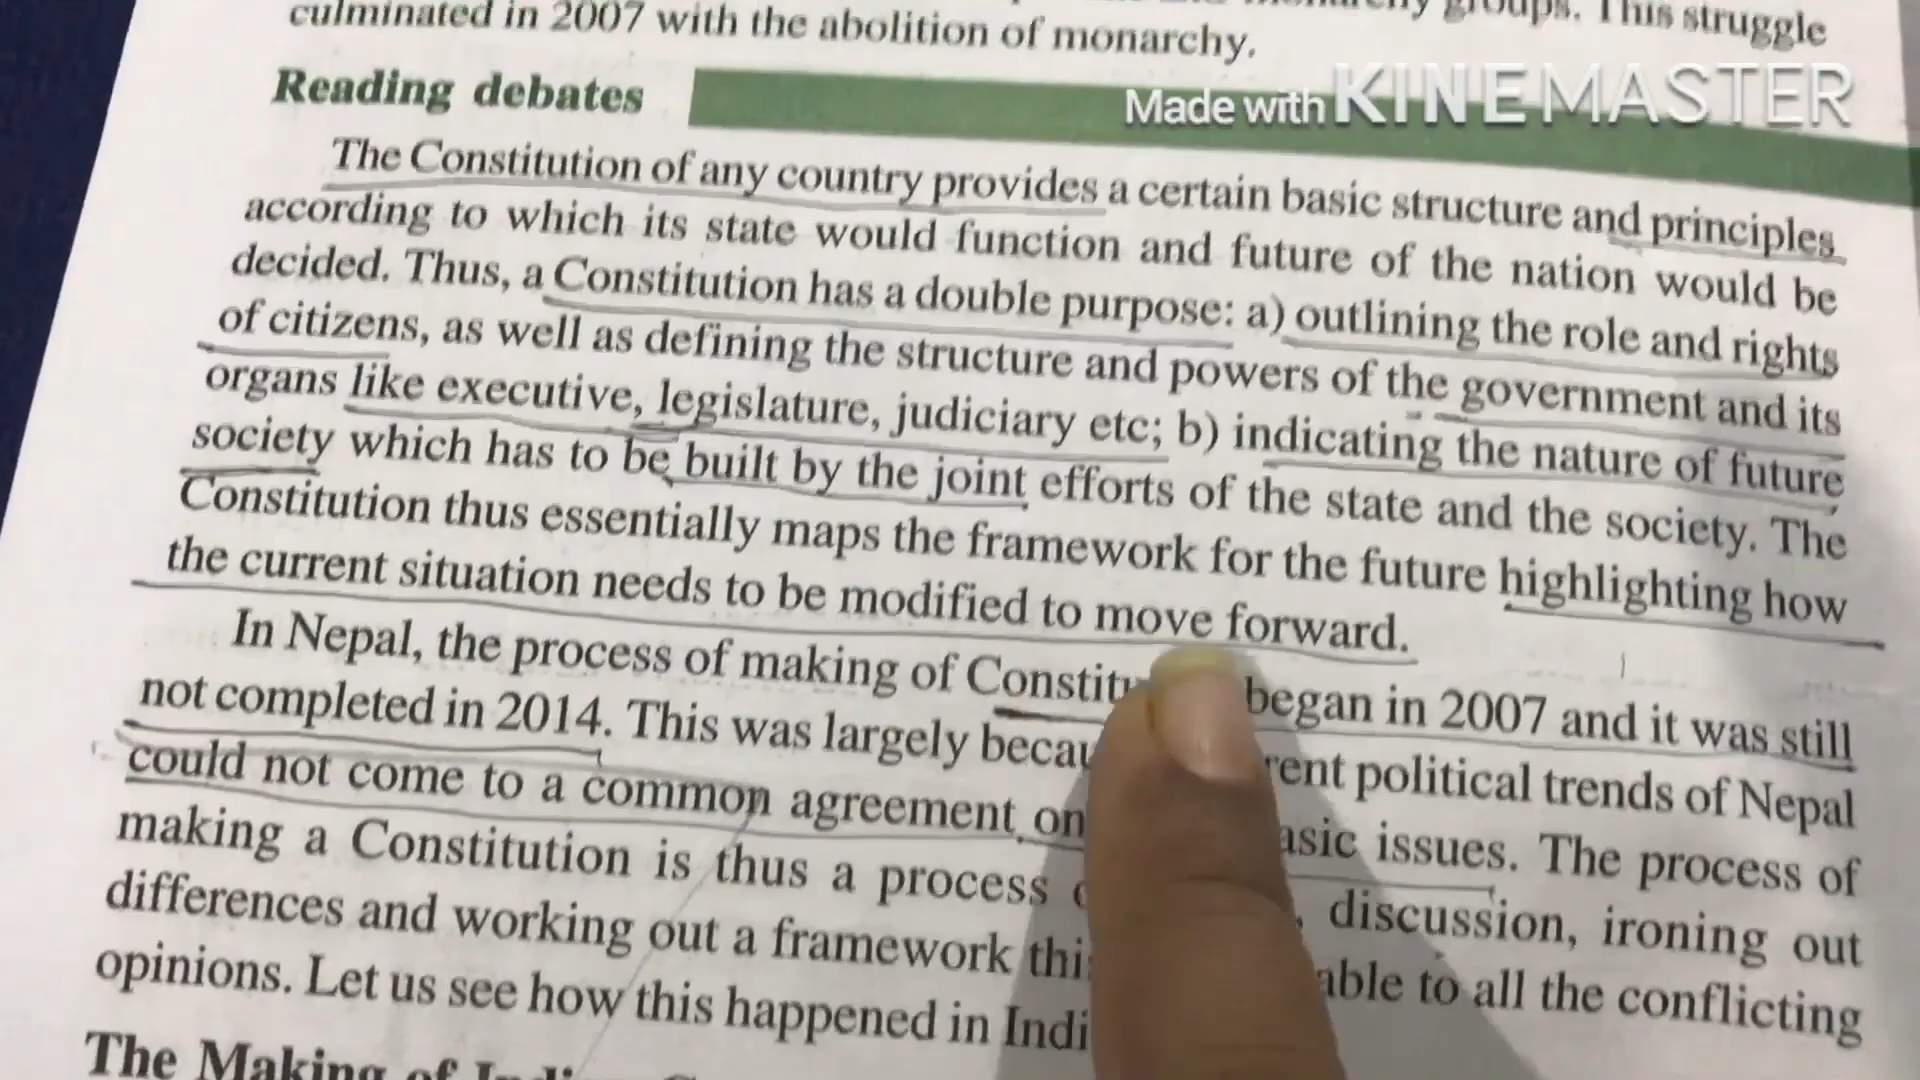 culminated in 2007 with the abolition of monarchy.
groups. This struggle
Made with KINEMASTER
Reading debates
The Constitution of any country provides a certain basic structure and principles
according to which its state would function and future of the nation would be
decided. Thus, a Constitution has a double purpose: a) outlining the role and rights
of citizens, as well as defining the structure and powers of the government and its
organs like executive, legislature, judiciary etc; b) indicating the nature of future
society which has to be built by the joint efforts of the state and the society. The
Constitution thus essentially maps the framework for the future highlighting how
the current situation needs to be modified to move forward.
In Nepal, the process of making of began in 2007 and it was still
not completed in 2014. This was largely political trends of Nepal
could not come to a common agreement on issues. The process of
making a Constitution is thus a process discussion, ironing out
differences and working out a framework to all the conflicting
opinions. Let us see how this happened in
The Making of